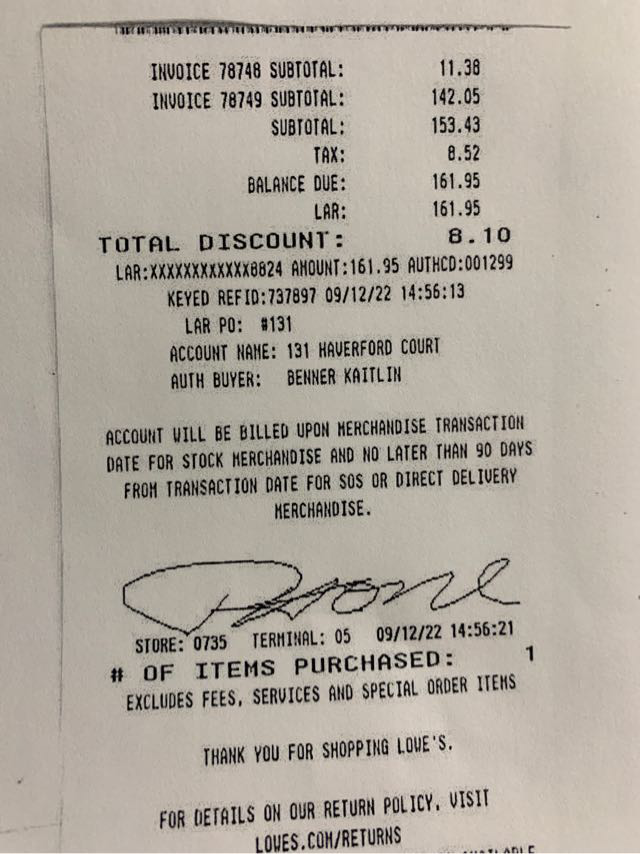 INVOICE 78748 SUBTOTAL: 11.38
INVOICE 78749 SUBTOTAL: 142.05
SUBTOTAL: 153.43
TAX: 8.52
BALANCE DUE: 161.95
LAR: 161.95
TOTAL DISCOUNT: 8.10
LAR:XXXXXXXXXXXX8824 AMOUNT:161.95 AUTHCD:001299
KEYED REFID:737897 09/12/22 14:56:13
LAR PO: #131
ACCOUNT NAME: 131 HAVERFORD COURT
AUTH BUYER: BENNER KAITLIN
ACCOUNT WILL BE BILLED UPON MERCHANDISE TRANSACTION
DATE FOR STOCK MERCHANDISE AND NO LATER THAN 90 DAYS
FROM TRANSACTION DATE FOR SOS OR DIRECT DELIVERY
MERCHANDISE.
STORE: 0735 TERMINAL: 05 09/12/22 14:56:21
# OF ITEMS PURCHASED: 1
EXCLUDES FEES, SERVICES AND SPECIAL ORDER ITEMS
THANK YOU FOR SHOPPING LOWE'S.
FOR DETAILS ON OUR RETURN POLICY, VISIT
LOWES.COM/RETURNS